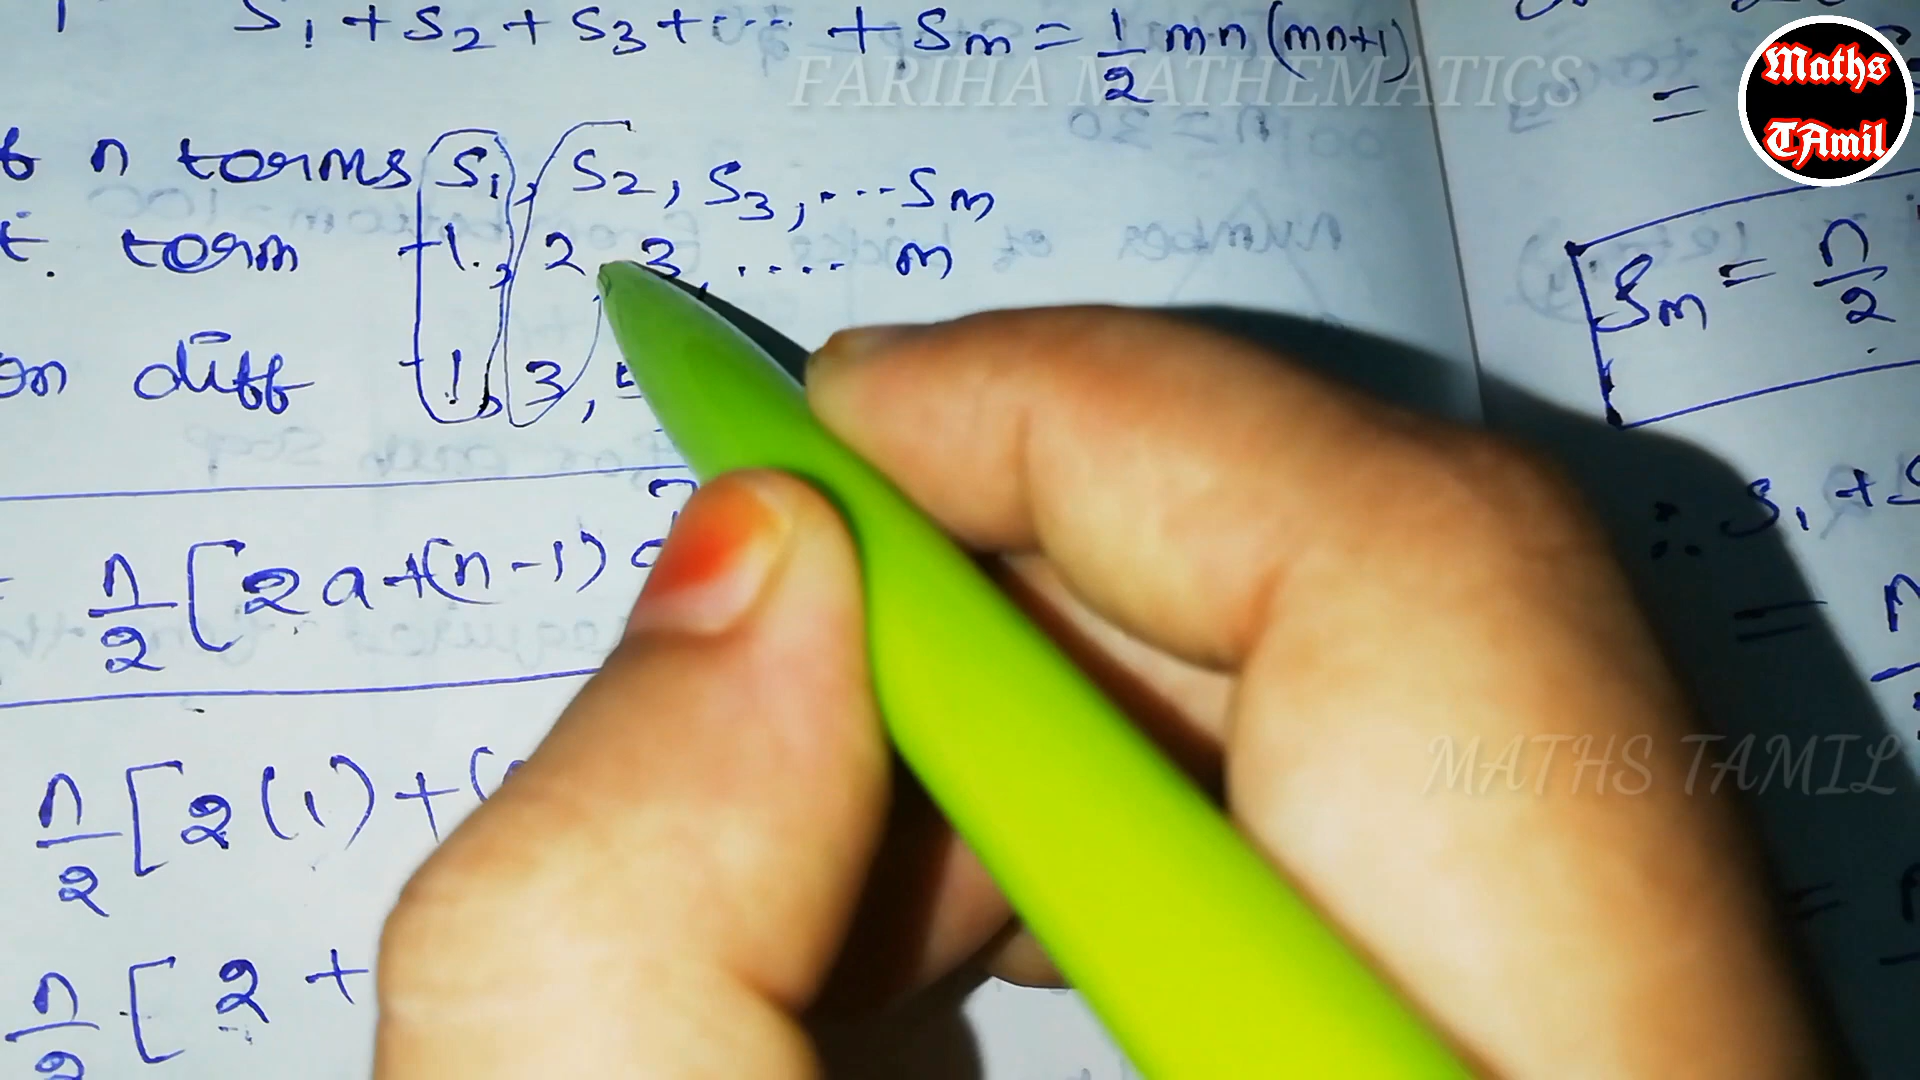 S₁ + S₂ + S₃ + ... + Sm = 1/2 mn (mn+1)
FARIHA MATHEMATICS
Maths
TAmil
n terms S₁, S₂, S₃, ... Sm
term 1, 2, 3, .... m
diff 1, 3,
n/2 [2a+(n-1) d
n/2 [2(1)+(
n/2 [2 +
Sm = n/2
∴ S₁ + S
=
MATHS TAMIL
=